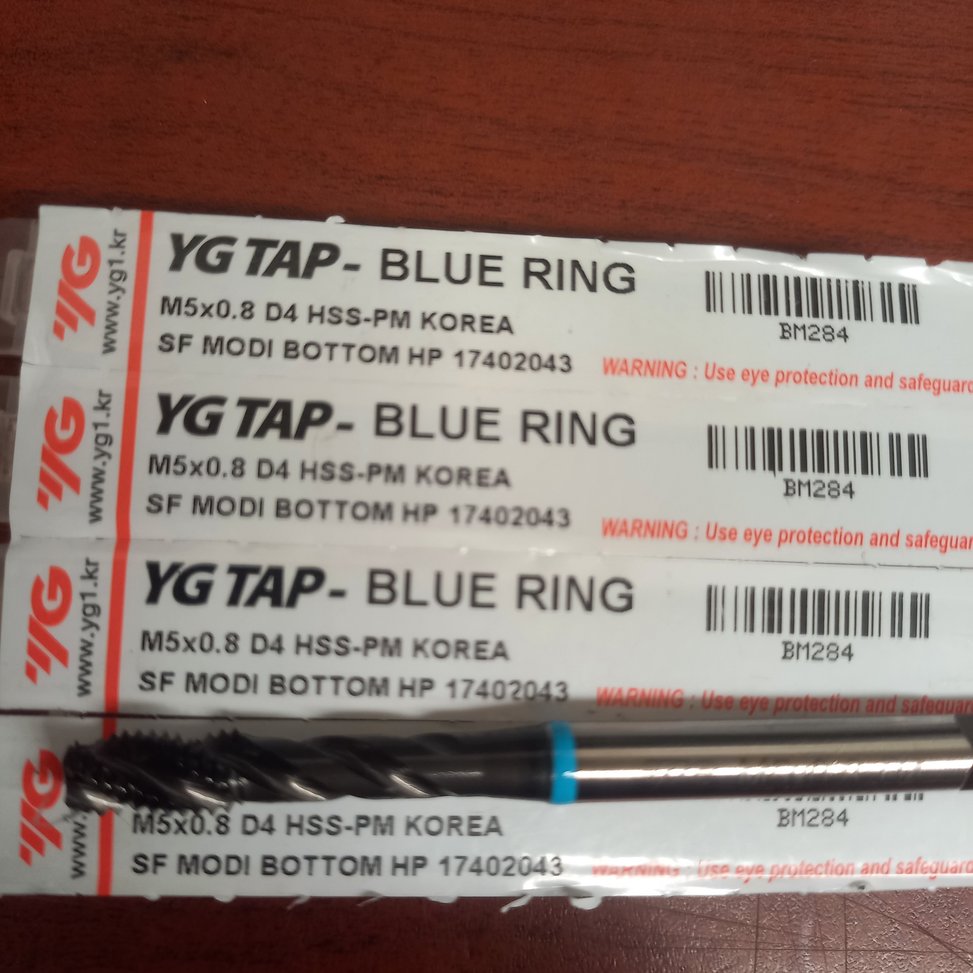 YG
www.yg1.kr
YG TAP - BLUE RING
M5x0.8 D4 HSS-PM KOREA
SF MODI BOTTOM HP 17402043
BM284
WARNING : Use eye protection and safeguard
YG
www.yg1.kr
YG TAP - BLUE RING
M5x0.8 D4 HSS-PM KOREA
SF MODI BOTTOM HP 17402043
BM284
WARNING : Use eye protection and safeguar
YG
www.yg1.kr
YG TAP - BLUE RING
M5x0.8 D4 HSS-PM KOREA
SF MODI BOTTOM HP 17402043
BM284
WARNING : Use eye protection and safeguard
YG
www.
M5x0.8 D4 HSS-PM KOREA
SF MODI BOTTOM HP 17402043
BM284
WARNING : Use eye protection and safeguard